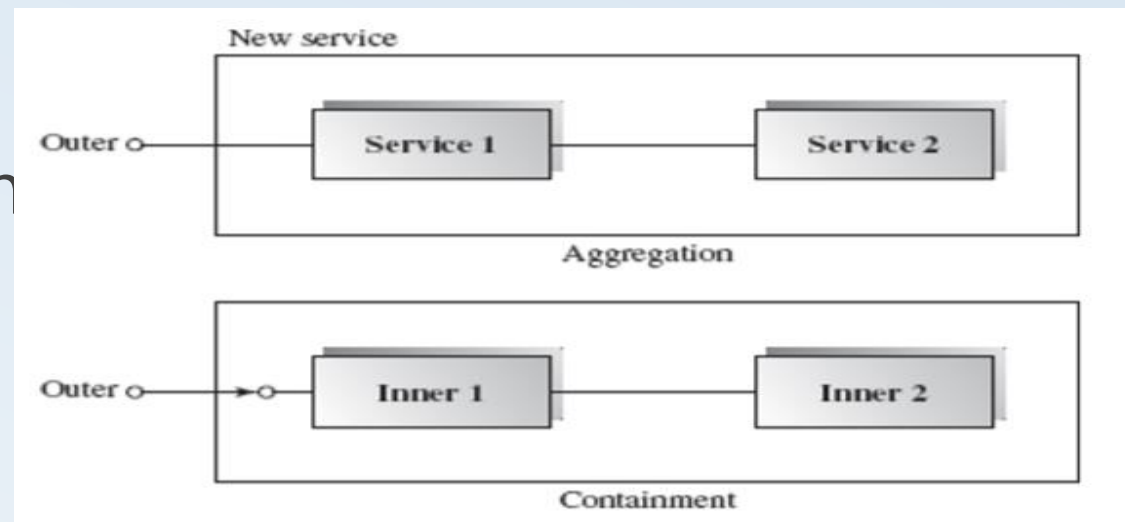 New service
Outer Service 1 Service 2
n
Aggregation
Outer Inner 1 Inner 2
Containment